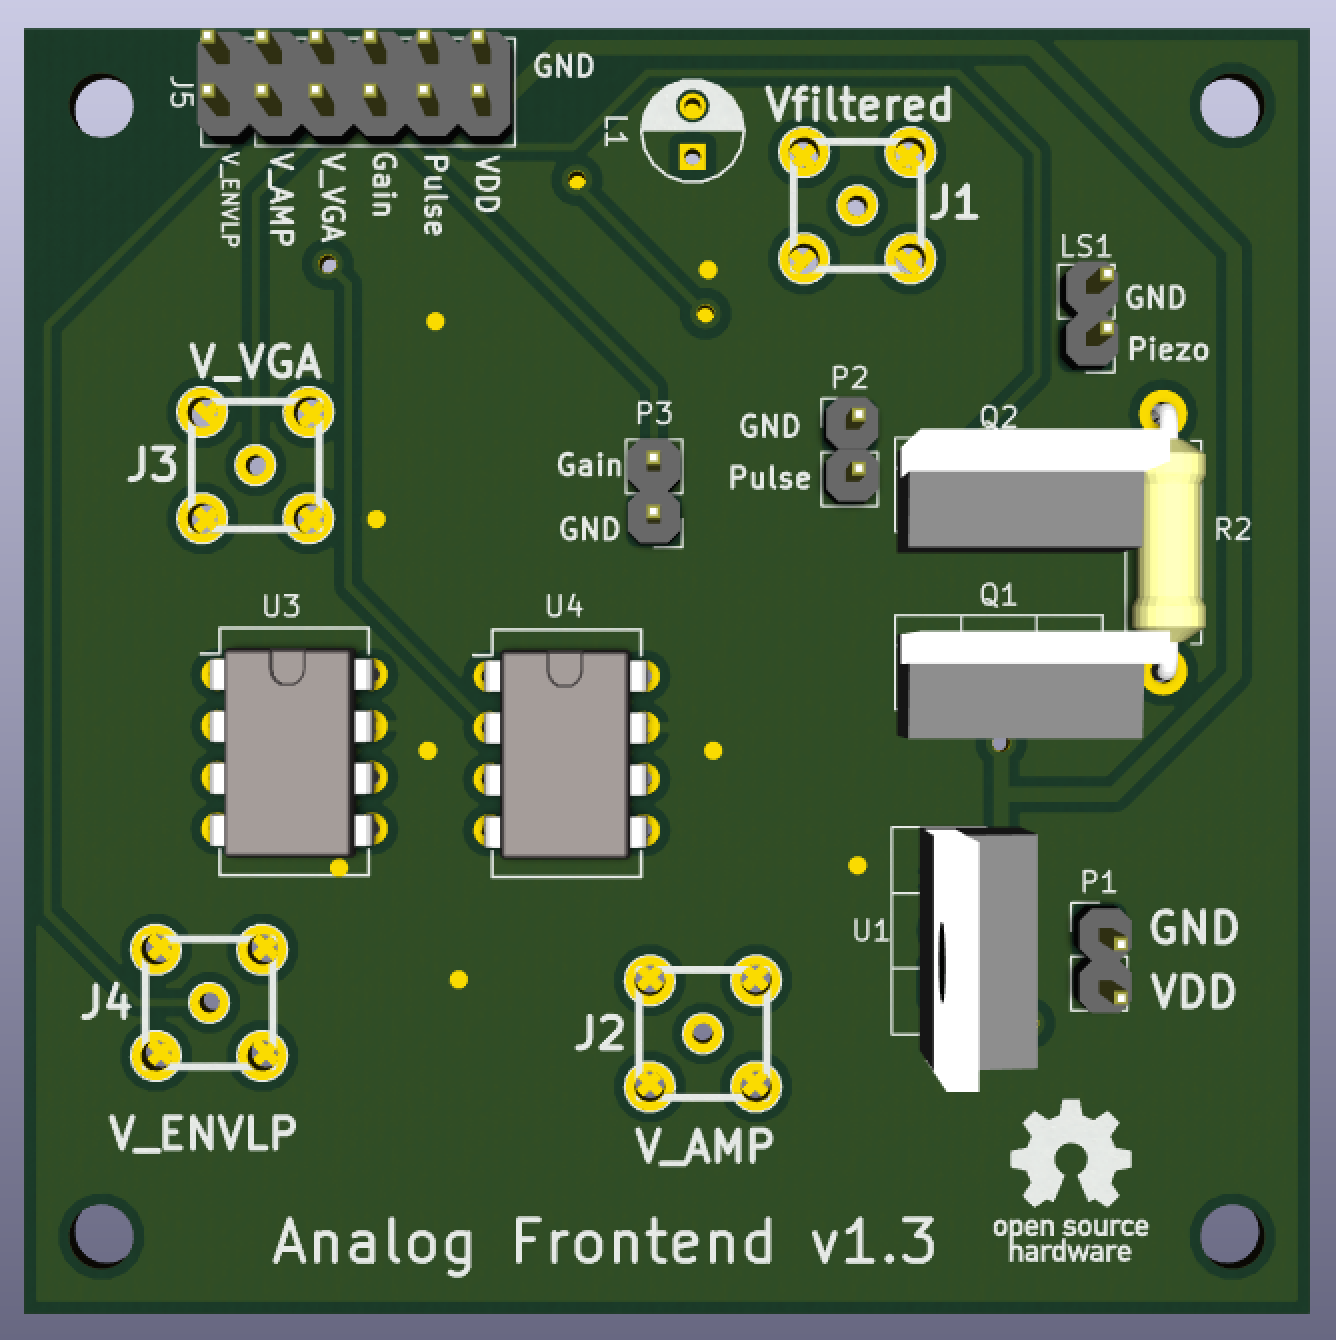 GND
J5
L1
Vfiltered
J1
V_ENVLP
V_AMP
V_VGA
Gain
Pulse
VDD
LS1
GND
Piezo
V_VGA
J3
P3
Gain
GND
P2
GND
Pulse
Q2
R2
Q1
U3
U4
U1
P1
GND
VDD
J4
V_ENVLP
J2
V_AMP
Analog Frontend v1.3
open source
hardware